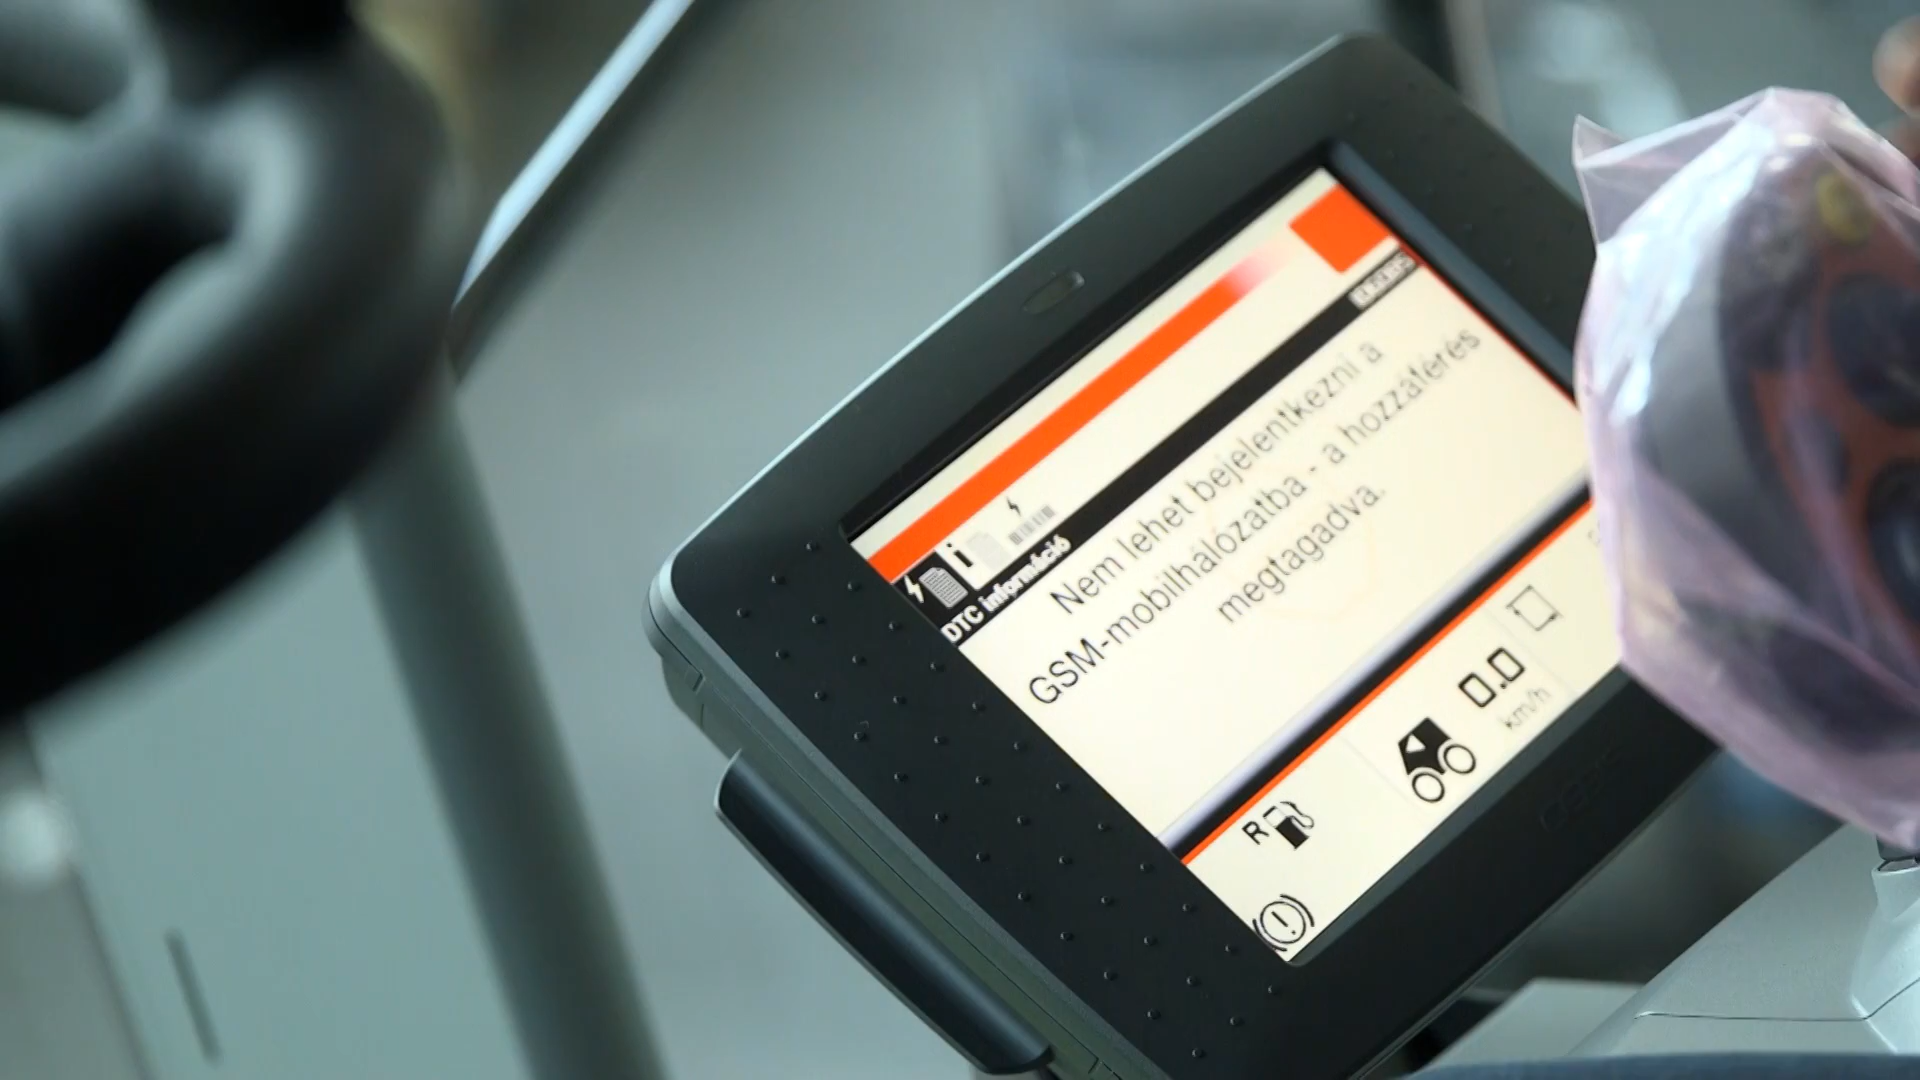 DTC információ
Nem lehet bejelentkezni a
GSM-mobilhálózatba - a hozzáférés
megtagadva.
0.0
km/h
R